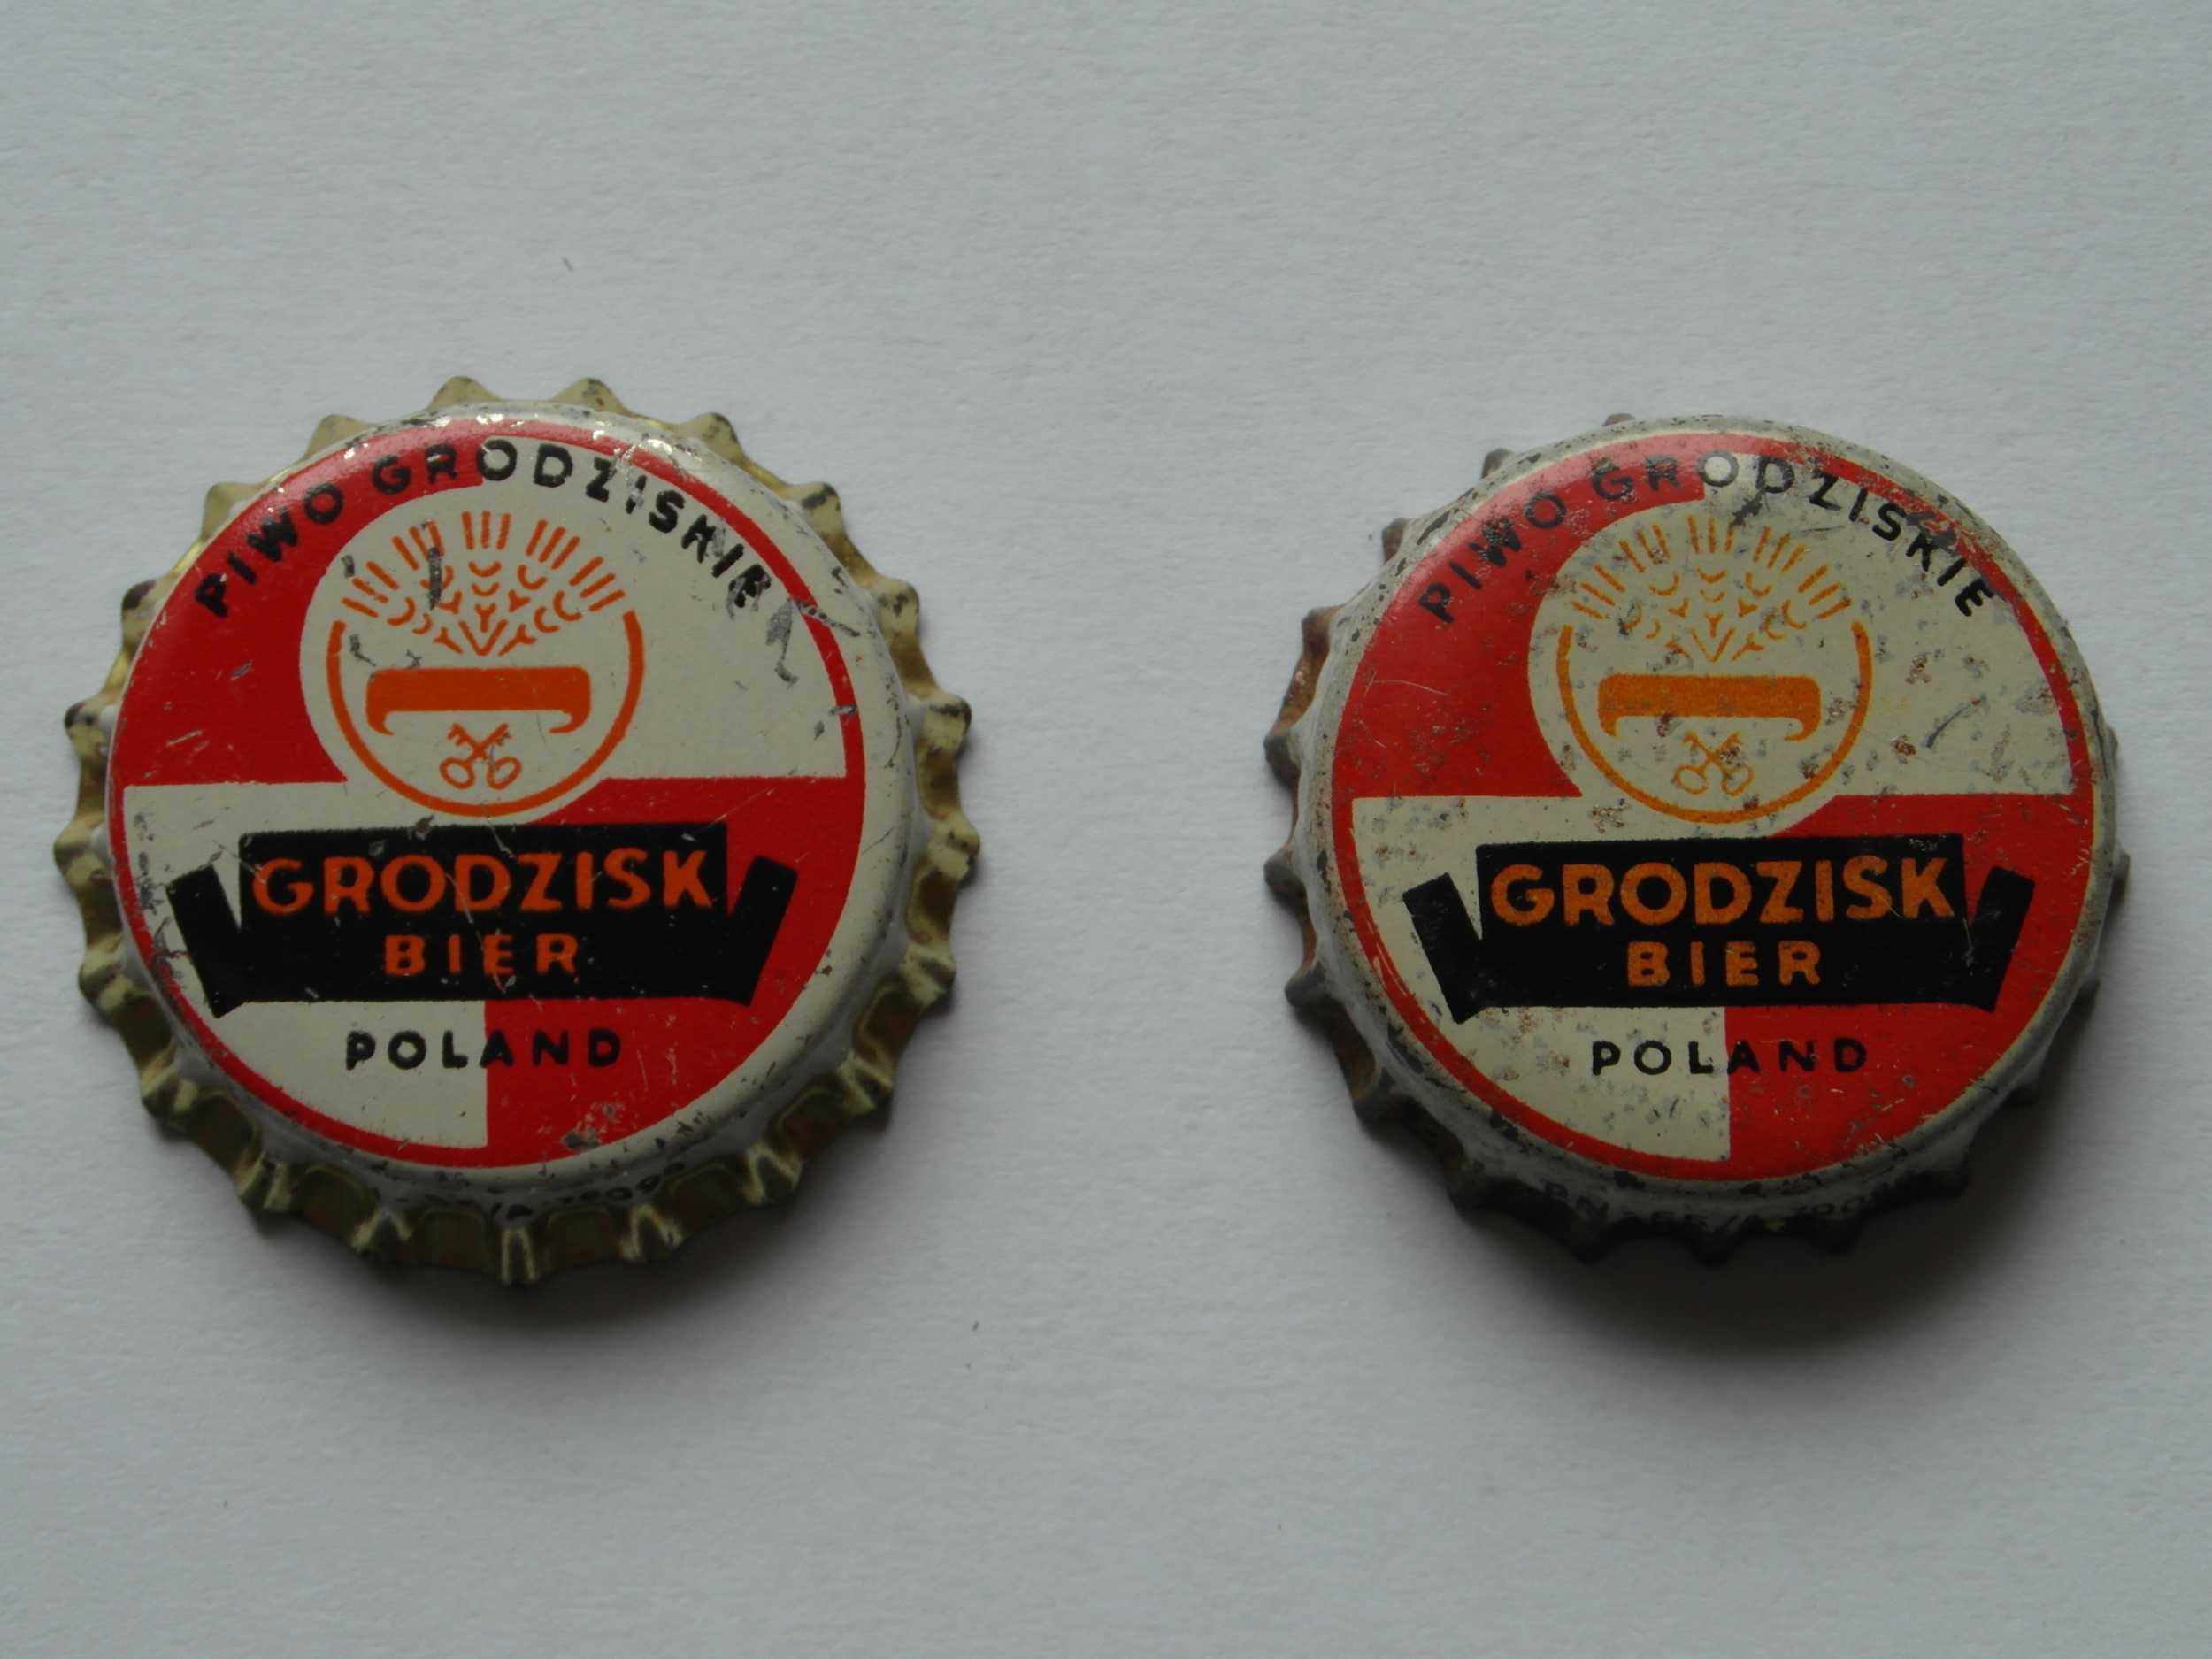 PIWO GRODZISKIE
GRODZISK
BIER
POLAND
PIWO GRODZISKIE
GRODZISK
BIER
POLAND